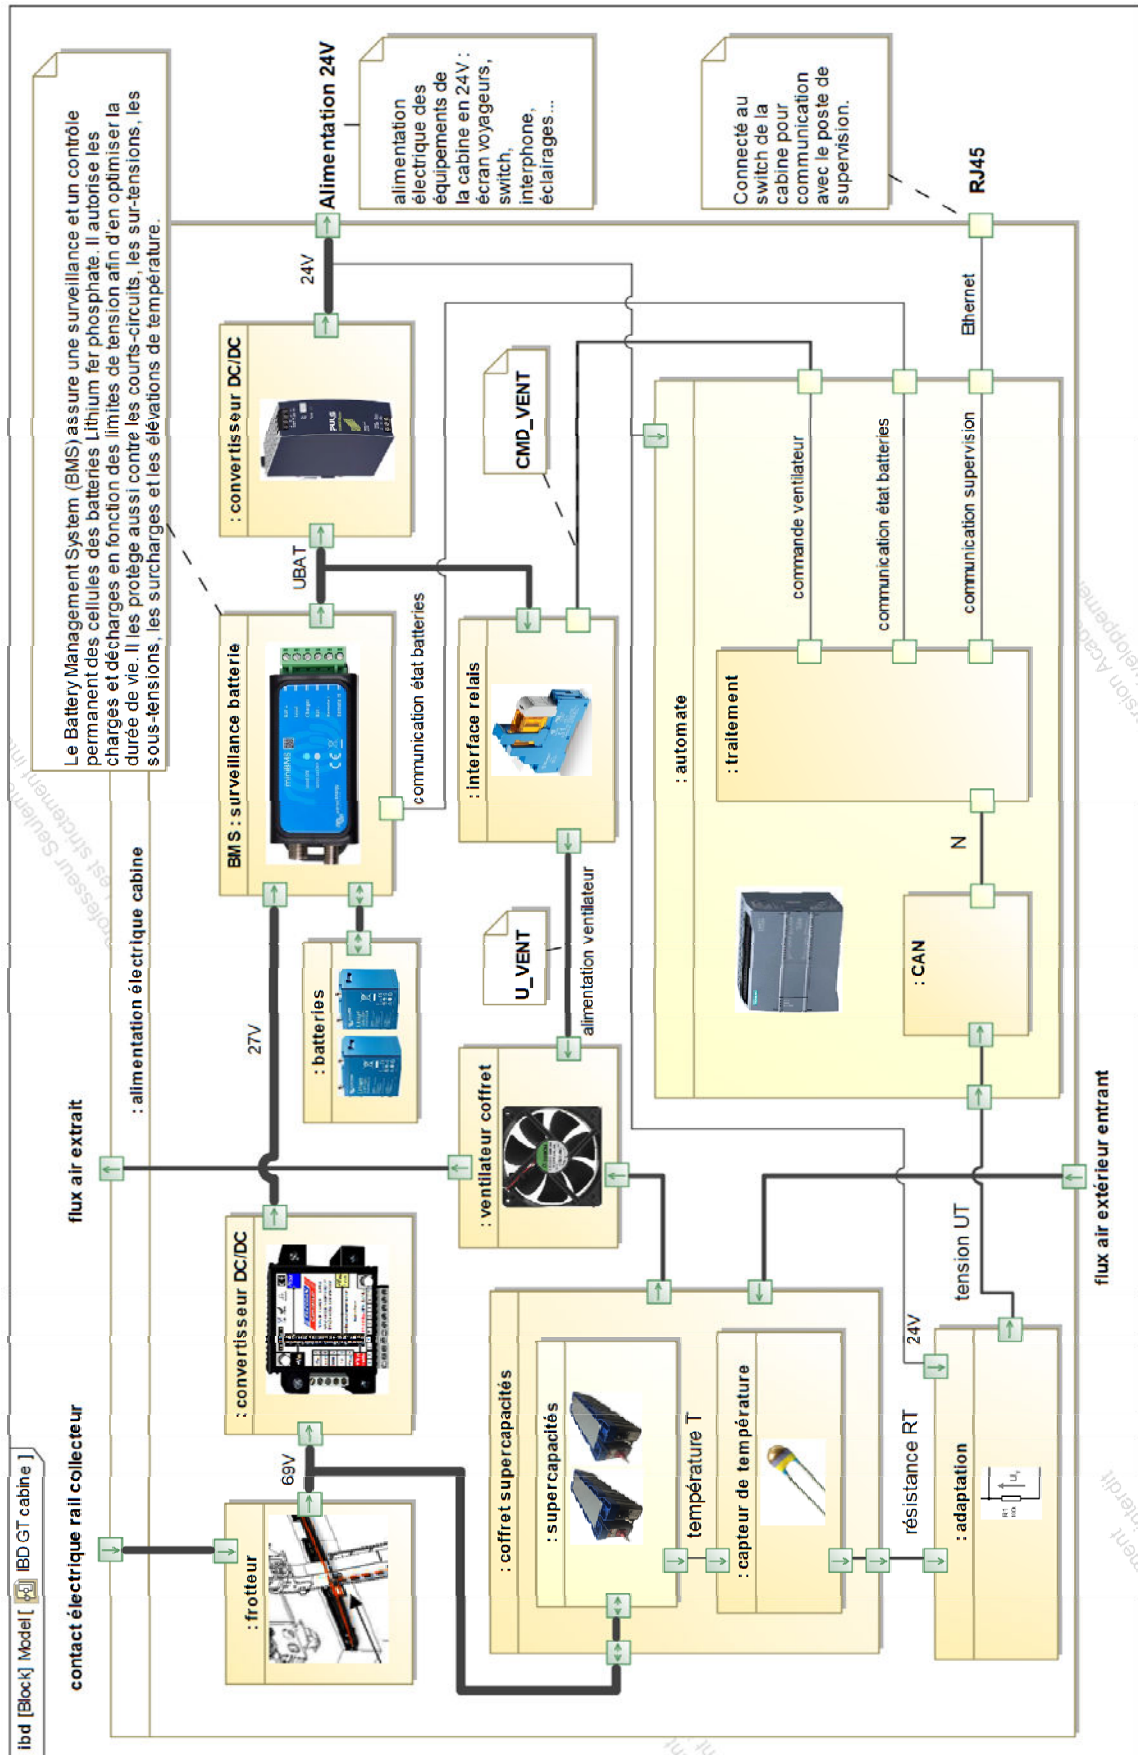 ibd [Block] Model[ IBD GT cabine ]
contact électrique rail collecteur
flux air extrait
: alimentation électrique cabine
Le Battery Management System (BMS) assure une surveillance et un contrôle
permanent des cellules des batteries Lithium fer phosphate. Il autorise les
charges et décharges en fonction des limites de tension afin d'en optimiser la
durée de vie. Il les protège aussi contre les courts-circuits, les sur-tensions, les
sous-tensions, les surcharges et les élévations de température.
: frotteur
69V
: convertisseur DC/DC
27V
: batteries
BMS : surveillance batterie
miniBMS
UBAT
: convertisseur DC/DC
PULS
24V
Alimentation 24V
alimentation
électrique des
équipements de
la cabine en 24V :
écran voyageurs,
switch,
interphone,
éclairages...
communication état batteries
: coffret supercapacités
: supercapacités
température T
: capteur de température
: ventilateur coffret
U_VENT
alimentation ventilateur
: interface relais
CMD_VENT
Connecté au
switch de la
cabine pour
communication
avec le poste de
supervision.
RJ45
résistance RT
24V
: adaptation
R1
tension UT
: automate
: CAN
N
: traitement
commande ventilateur
communication état batteries
communication supervision
Ethernet
flux air extérieur entrant